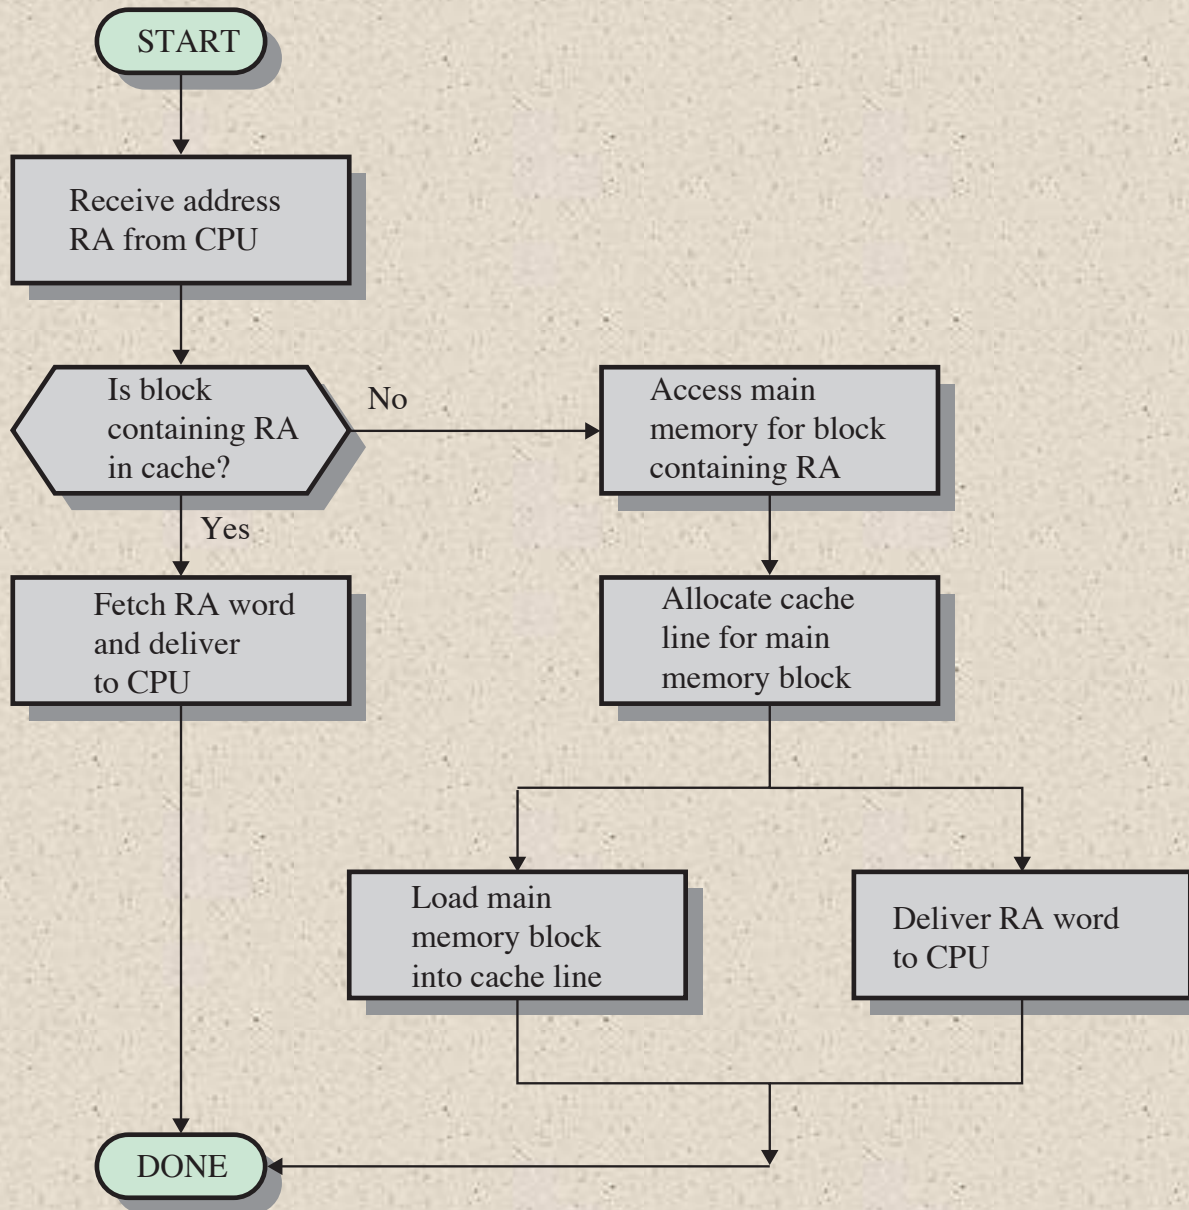 START
Receive address
RA from CPU
Is block
containing RA
in cache?
No
Access main
memory for block
containing RA
Yes
Fetch RA word
and deliver
to CPU
Allocate cache
line for main
memory block
Load main
memory block
into cache line
Deliver RA word
to CPU
DONE